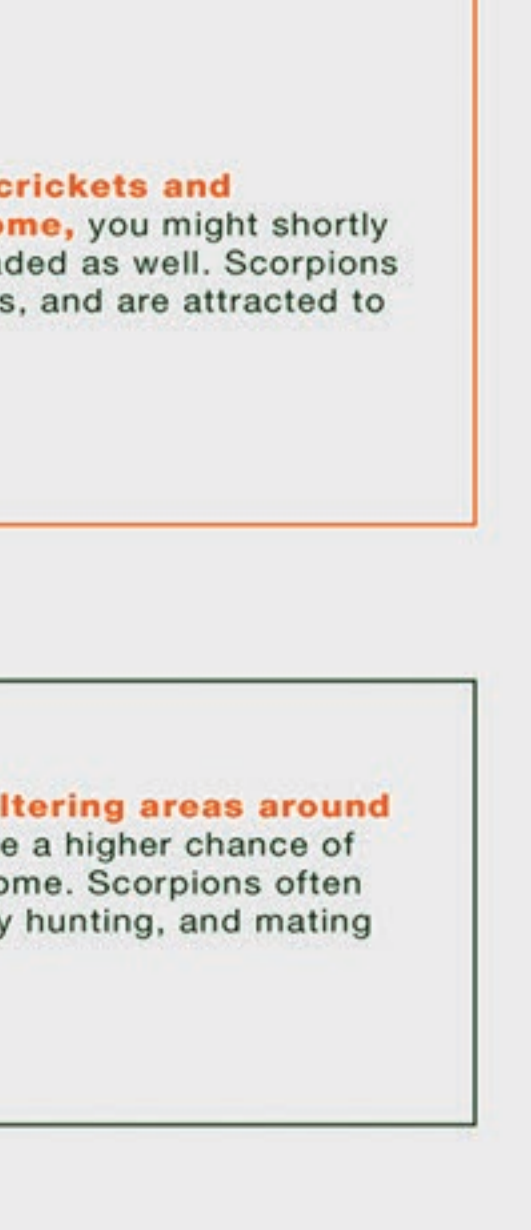 crickets and
ome, you might shortly
ded as well. Scorpions
s, and are attracted to
ltering areas around
e a higher chance of
ome. Scorpions often
y hunting, and mating